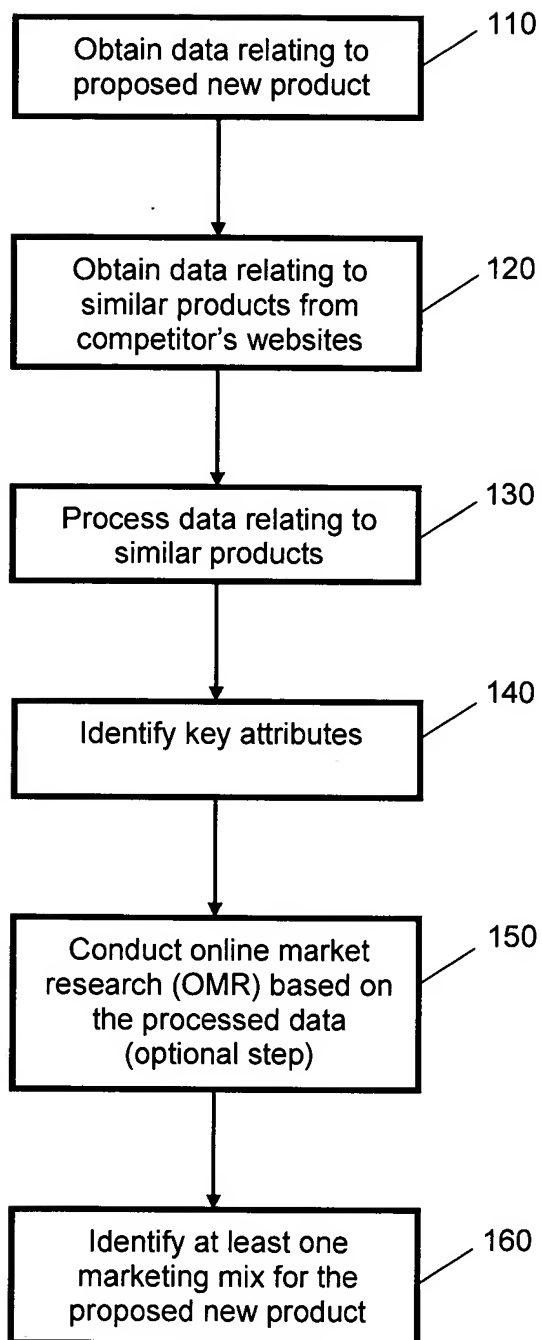 Obtain data relating to
proposed new product
110
Obtain data relating to
similar products from
competitor's websites
120
Process data relating to
similar products
130
Identify key attributes
140
Conduct online market
research (OMR) based on
the processed data
(optional step)
150
Identify at least one
marketing mix for the
proposed new product
160